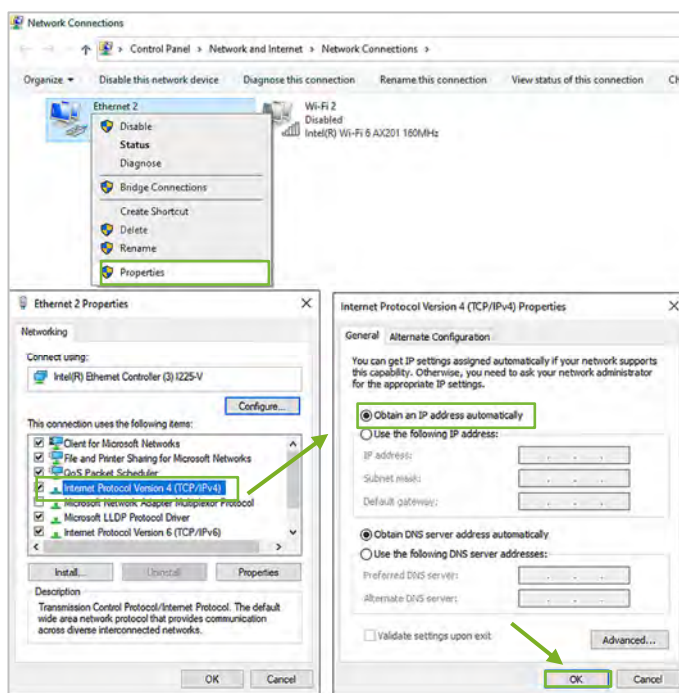 Network Connections
Control Panel > Network and Internet > Network Connections >
Organize Disable this network device Diagnose this connection Rename this connection View status of this connection Ch
Ethernet 2
Wi-Fi 2
Disabled
Intel(R) Wi-Fi 6 AX201 160MHz
Disable
Status
Diagnose
Bridge Connections
Create Shortcut
Delete
Rename
Properties
Ethernet 2 Properties
Networking
Connect using:
Intel(R) Ethernet Controller (3) I225-V
Configure...
This connection uses the following items:
Client for Microsoft Networks
File and Printer Sharing for Microsoft Networks
QoS Packet Scheduler
Internet Protocol Version 4 (TCP/IPv4)
Microsoft Network Adapter Multiplexor Protocol
Microsoft LLDP Protocol Driver
Internet Protocol Version 6 (TCP/IPv6)
Install...
Uninstall
Properties
Description
Transmission Control Protocol/Internet Protocol. The default
wide area network protocol that provides communication
across diverse interconnected networks.
OK Cancel
Internet Protocol Version 4 (TCP/IPv4) Properties
General Alternate Configuration
You can get IP settings assigned automatically if your network supports
this capability. Otherwise, you need to ask your network administrator
for the appropriate IP settings.
Obtain an IP address automatically
Use the following IP address:
IP address:
Subnet mask:
Default gateway:
Obtain DNS server address automatically
Use the following DNS server addresses:
Preferred DNS server:
Alternate DNS server:
Validate settings upon exit
Advanced...
OK Cancel